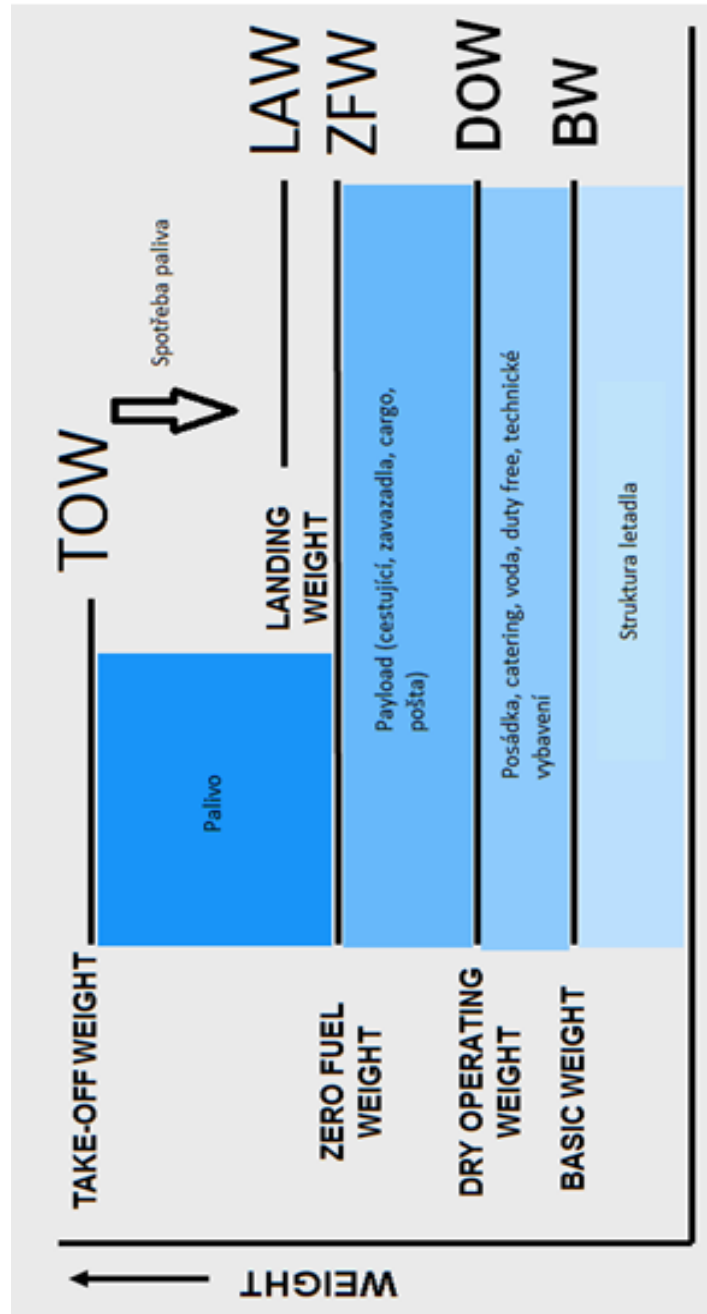 TAKE-OFF WEIGHT
TOW
Palivo
Spotřeba paliva
LANDING
WEIGHT
LAW
ZERO FUEL
WEIGHT
ZFW
Payload (cestující, zavazadla, cargo,
pošta)
DRY OPERATING
WEIGHT
DOW
Posádka, catering, voda, duty free, technické
vybavení
BASIC WEIGHT
BW
Struktura letadla
WEIGHT